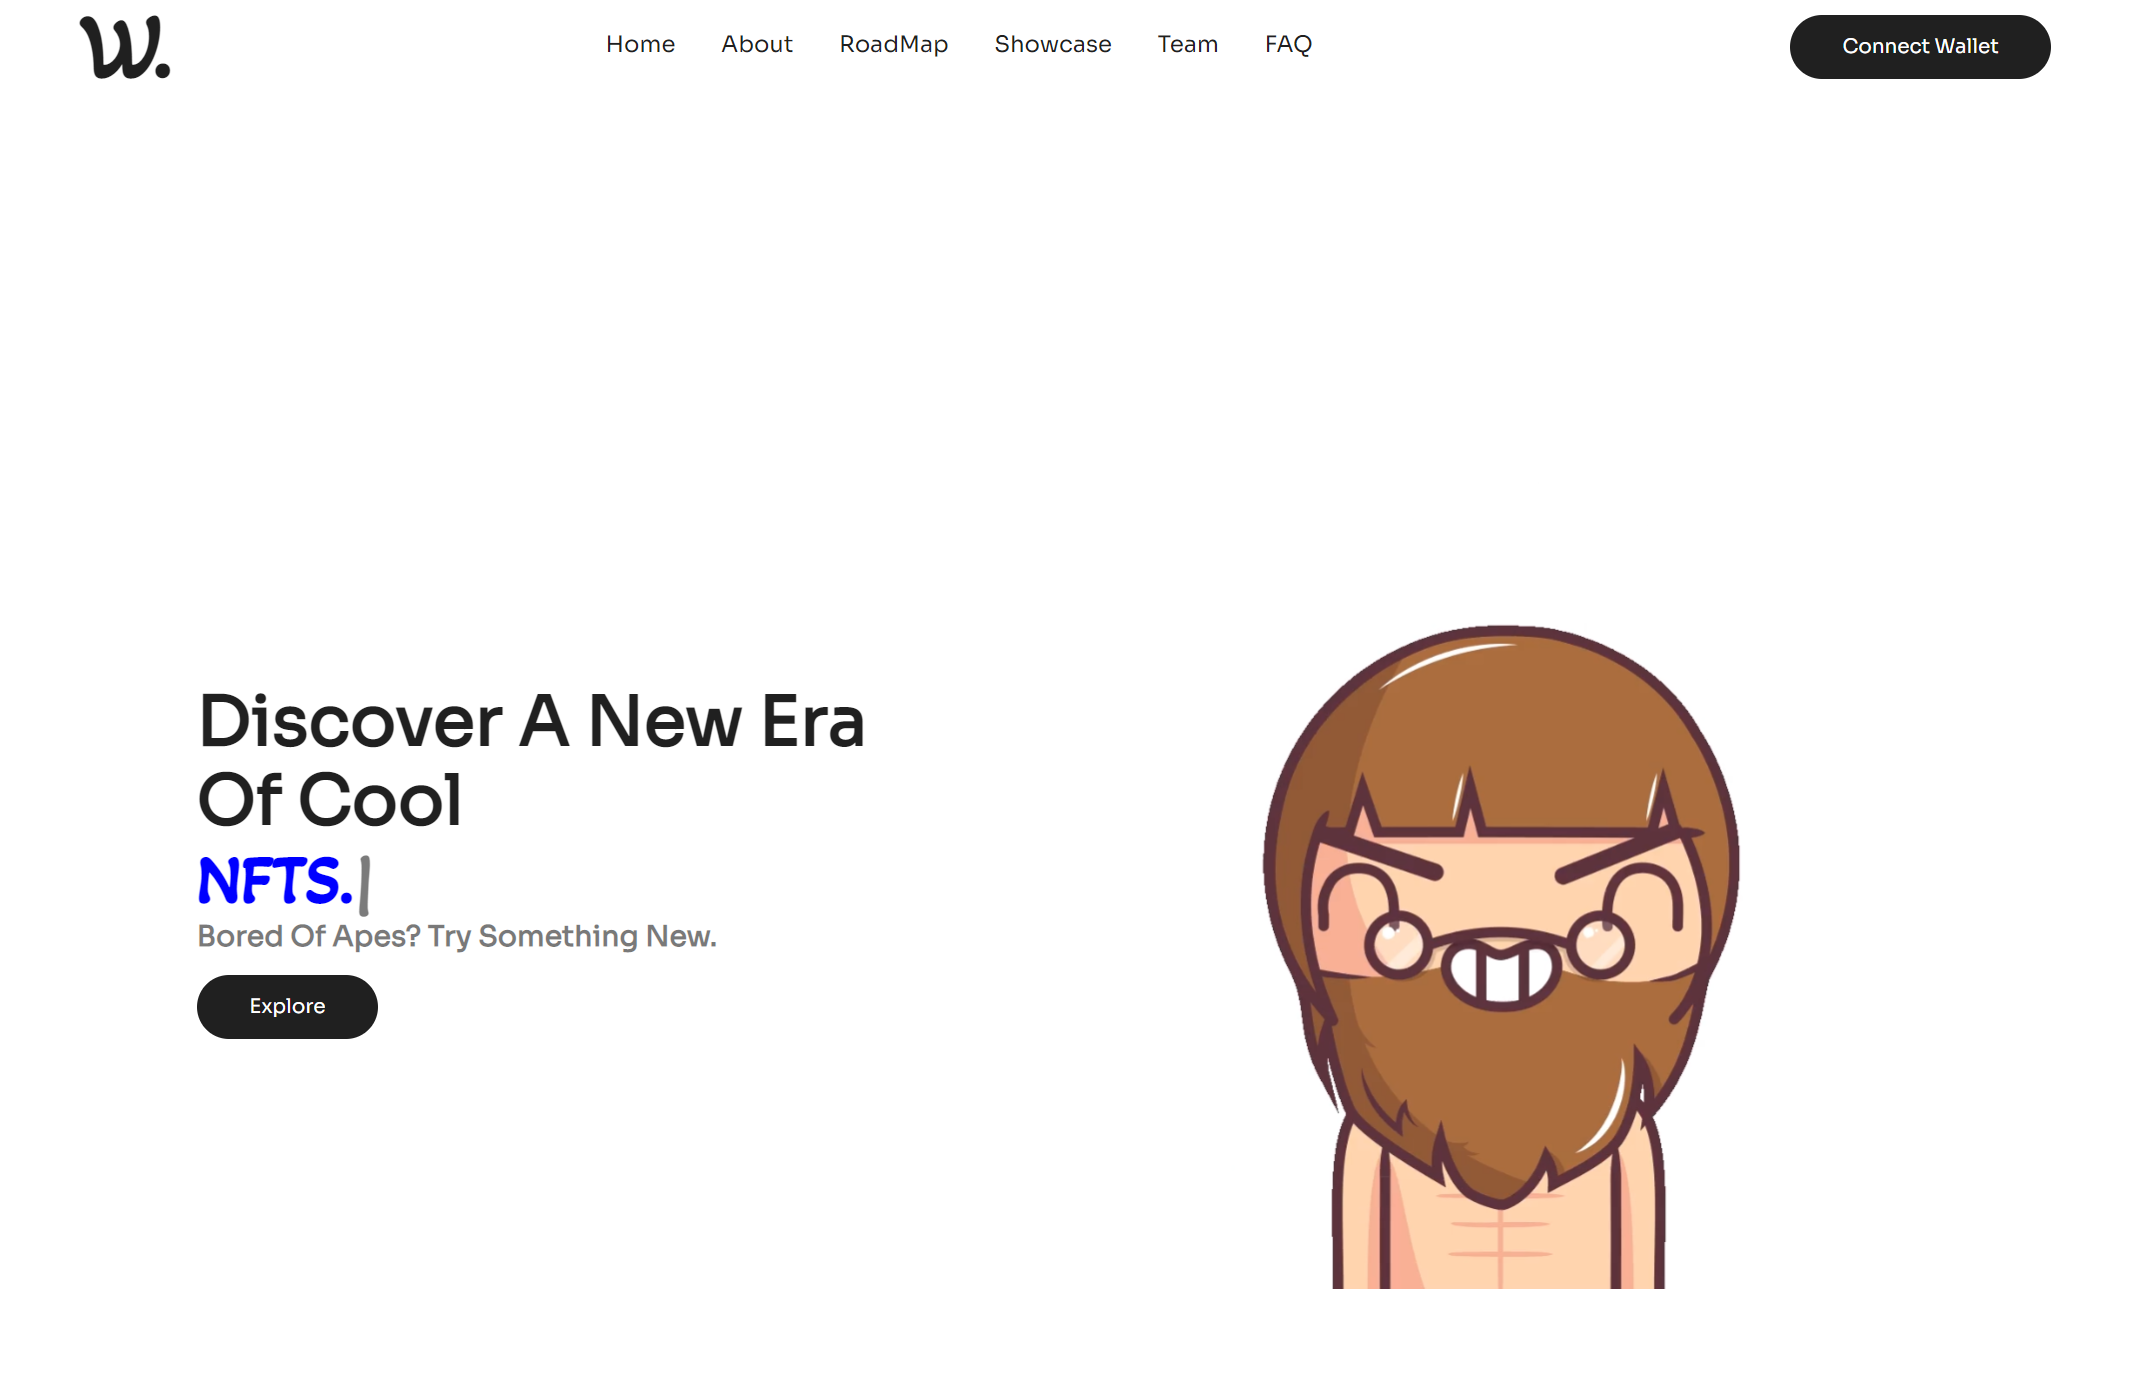 W.
Home About RoadMap Showcase Team FAQ
Connect Wallet
Discover A New Era
Of Cool
NFTS.|
Bored Of Apes? Try Something New.
Explore